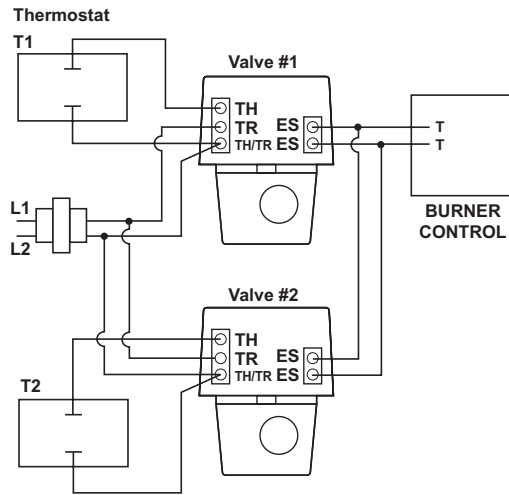 Thermostat
T1
Valve #1
TH
TR
TH/TR
ES
ES
T
T
BURNER
CONTROL
L1
L2
Valve #2
TH
TR
TH/TR
ES
ES
T2